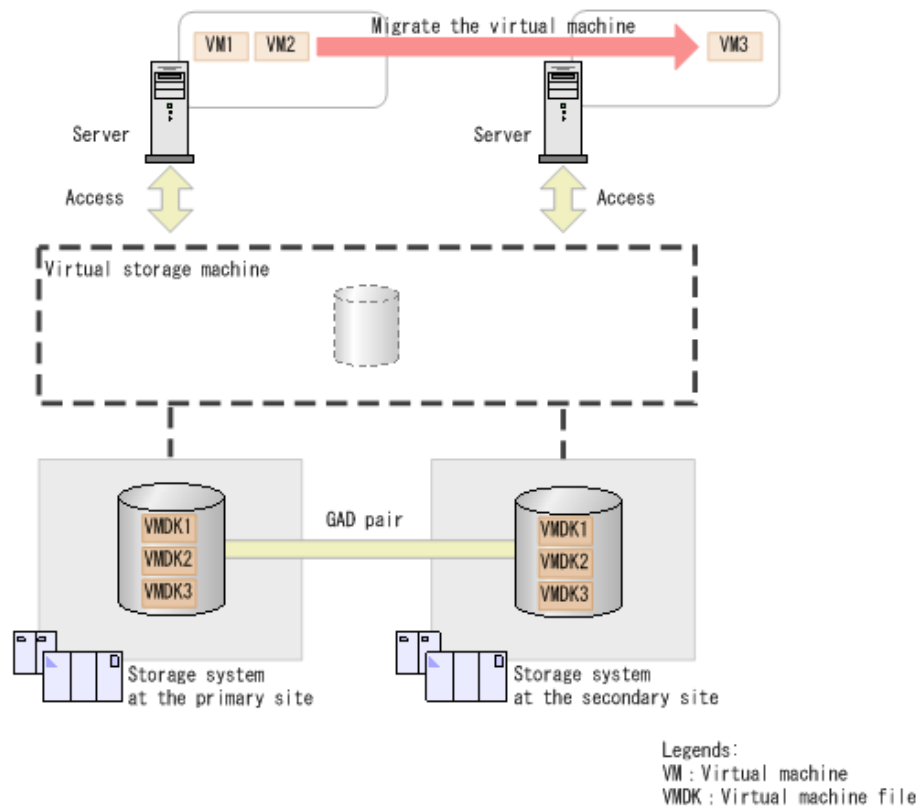 Migrate the virtual machine
VM1
VM2
VM3
Server
Server
Access
Access
Virtual storage machine
GAD pair
VMDK1
VMDK2
VMDK3
VMDK1
VMDK2
VMDK3
Storage system
at the primary site
Storage system
at the secondary site
Legends:
VM : Virtual machine
VMDK : Virtual machine file